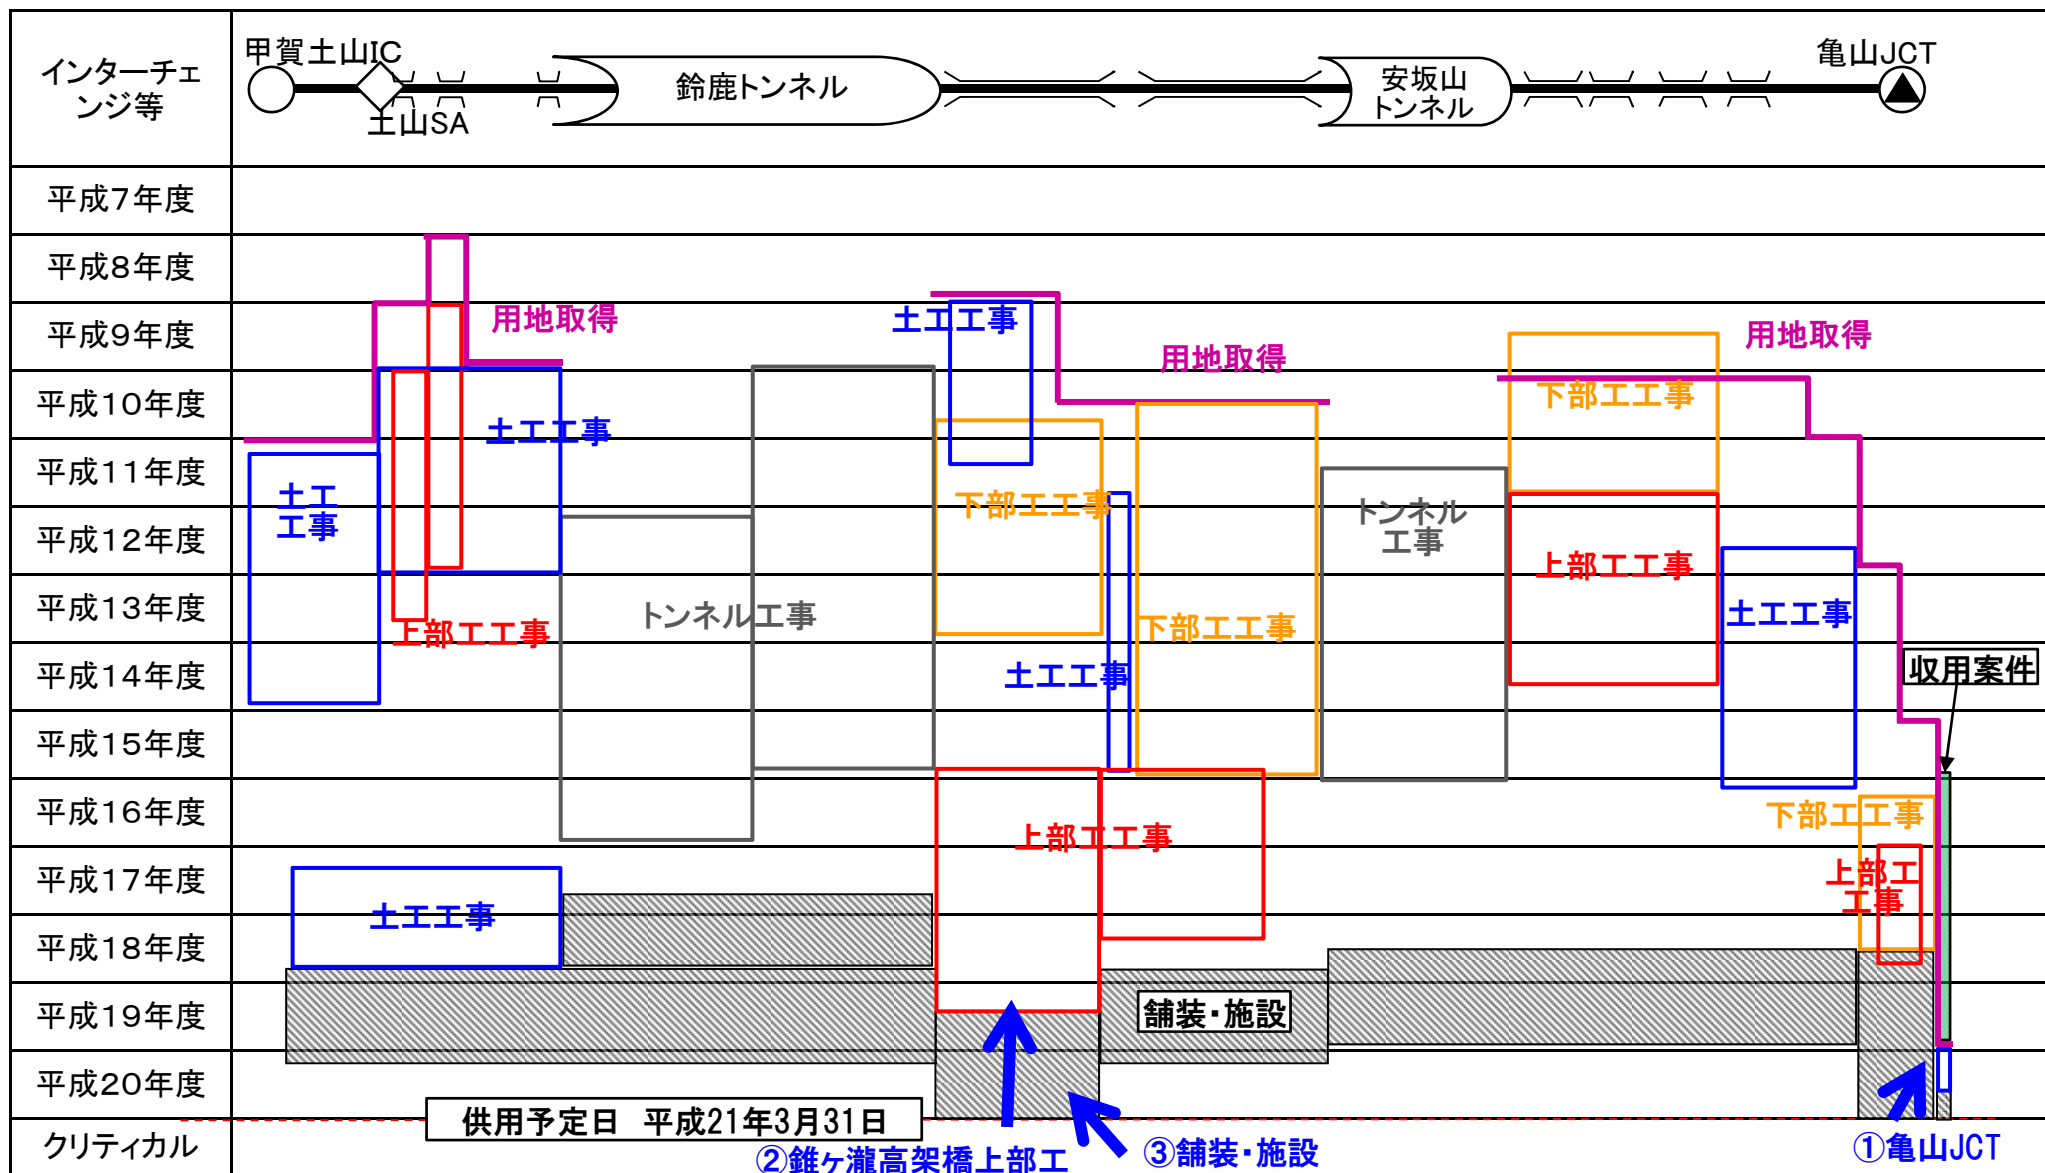 インターチェ
ンジ等
甲賀土山IC
土山SA
鈴鹿トンネル
安坂山
トンネル
亀山JCT
平成7年度
平成8年度
平成9年度
用地取得
土工工事
用地取得
用地取得
平成10年度
土工工事
下部工工事
平成11年度
土工
工事
下部工工事
トンネル
工事
平成12年度
上部工工事
平成13年度
上部工工事
トンネル工事
下部工工事
土工工事
平成14年度
土工工事
収用案件
平成15年度
平成16年度
上部工工事
下部工工事
平成17年度
土工工事
上部工
工事
平成18年度
平成19年度
舗装・施設
平成20年度
供用予定日 平成21年3月31日
クリティカル
②錐ヶ瀧高架橋上部工
③舗装・施設
①亀山JCT